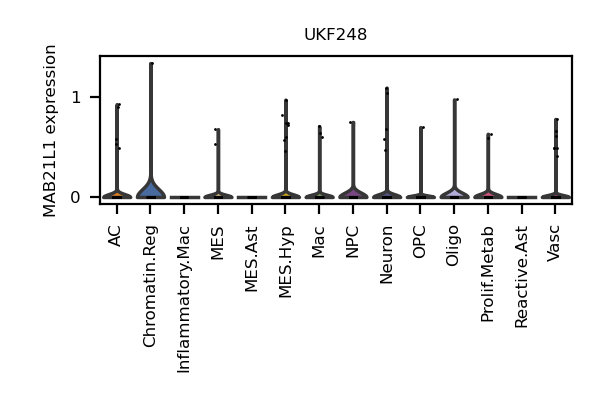 UKF248
MAB21L1 expression
1
0
AC
Chromatin.Reg
Inflammatory.Mac
MES
MES.Ast
MES.Hyp
Mac
NPC
Neuron
OPC
Oligo
Prolif.Metab
Reactive.Ast
Vasc